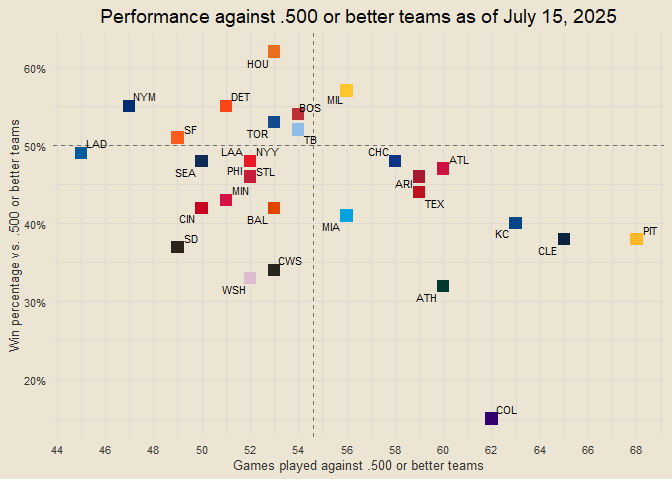 Performance against .500 or better teams as of July 15, 2025
HOU
60%
NYM
DET
MIL
BOS
SF
TOR
TB
LAD
50%
LAA
NYY
CHC
ATL
SEA
PHI
STL
ARI
MIN
TEX
CIN
BAL
MIA
40%
KC
PIT
SD
CLE
CWS
WSH
ATH
30%
20%
COL
44
46
48
50
52
54
56
58
60
62
64
66
68
Games played against .500 or better teams
Win percentage vs. .500 or better teams